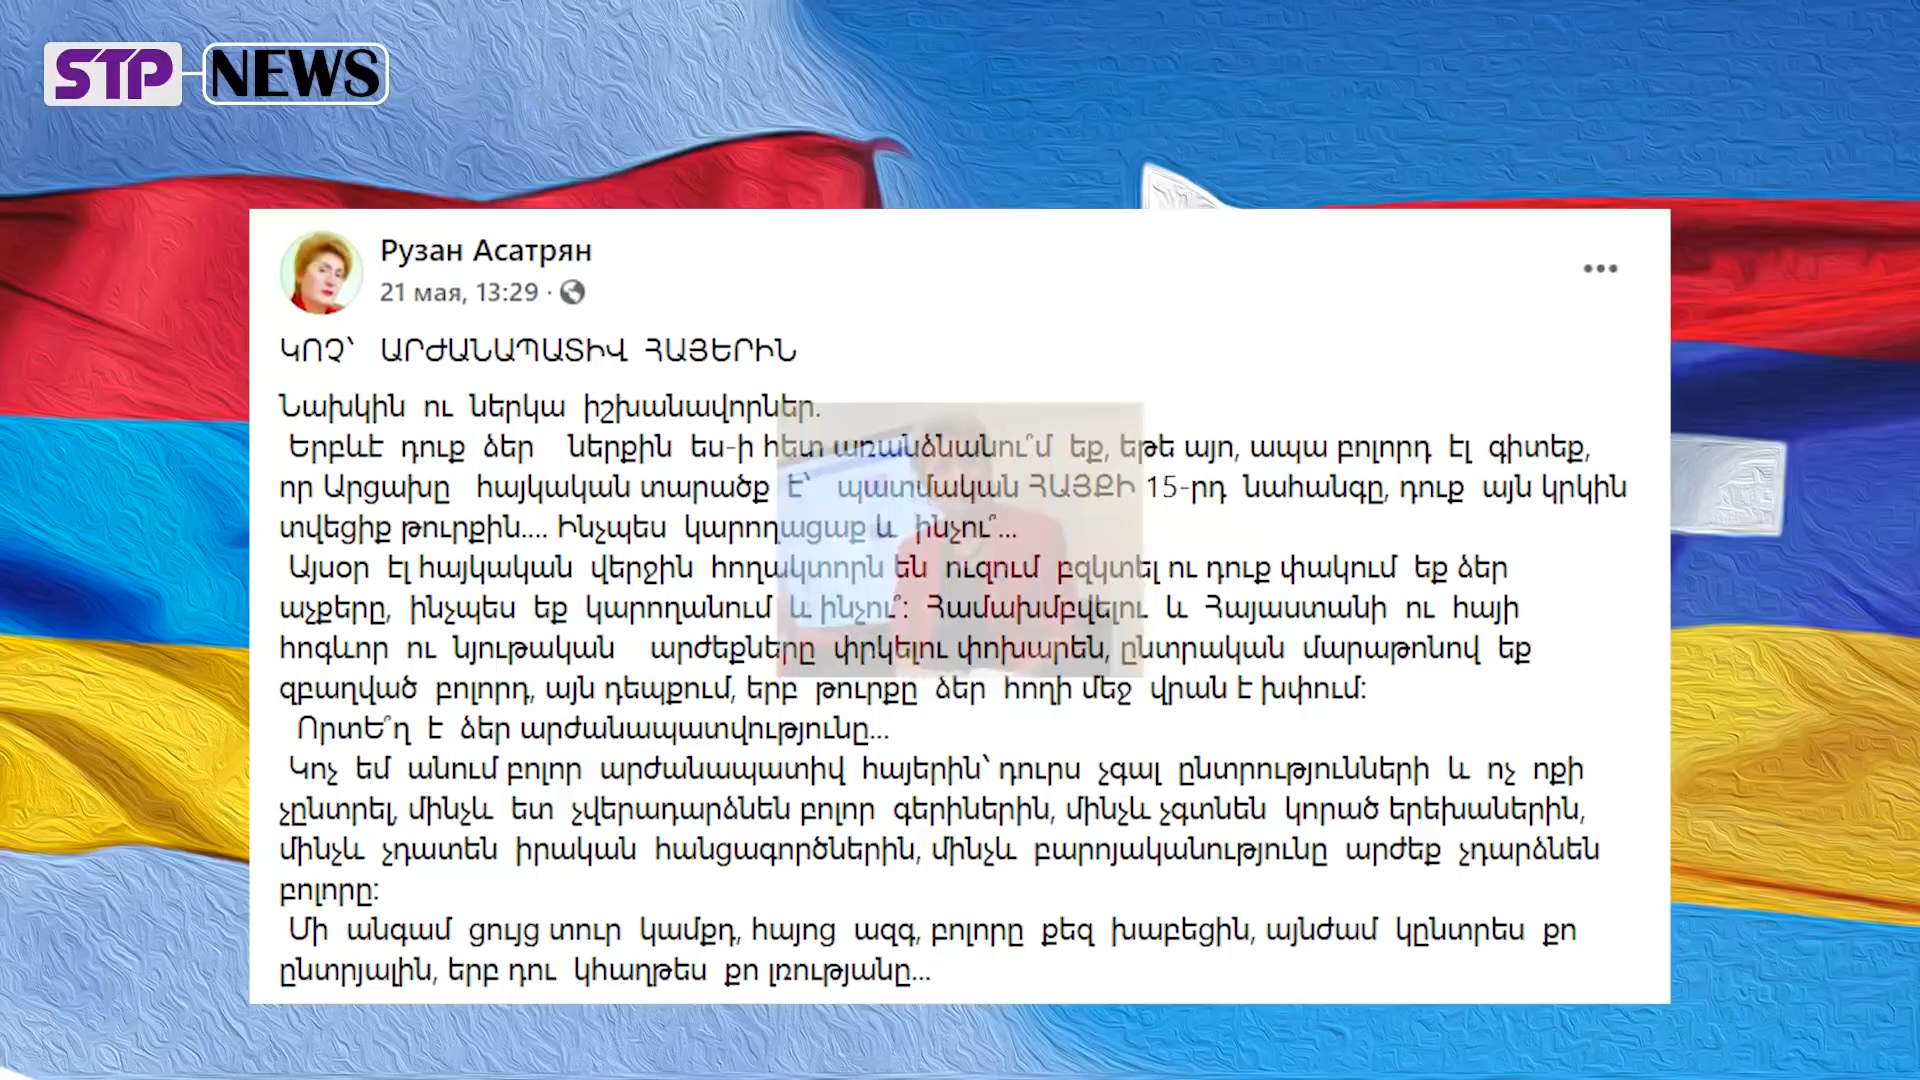 STP NEWS
Рузан Асатрян
21 мая, 13:29 ·
ԿՈՉ՝ ԱՐԺԱՆԱՊԱՏԻՎ ՀԱՅԵՐԻՆ
Նախկին ու ներկա իշխանավորներ.
Երբևէ դուք ձեր ներքին ես-ի հետ առանձնանու՞մ եք, եթե այո, ապա բոլորդ էլ գիտեք,
որ Արցախը հայկական տարածք է՝ պատմական ՀԱՅՔԻ 15-րդ նահանգը, դուք այն կրկին
տվեցիք թուրքին.... Ինչպես կարողացաք և ինչու՞...
Այսօր էլ հայկական վերջին հողակտորն են ուզում բզկտել ու դուք փակում եք ձեր
աչքերը, ինչպես եք կարողանում և ինչու՞: Համախմբվելու և Հայաստանի ու հայի
հոգևոր ու նյութական արժեքները փրկելու փոխարեն, ընտրական մարաթոնով եք
զբաղված բոլորդ, այն դեպքում, երբ թուրքը ձեր հողի մեջ վրան է խփում:
ՈրտԵ՞ղ է ձեր արժանապատվությունը...
Կոչ եմ անում բոլոր արժանապատիվ հայերին՝ դուրս չգալ ընտրությունների և ոչ ոքի
չընտրել, մինչև ետ չվերադարձնեն բոլոր գերիներին, մինչև չգտնեն կորած երեխաներին,
մինչև չդատեն իրական հանցագործներին, մինչև բարոյականությունը արժեք չդարձնեն
բոլորը:
Մի անգամ ցույց տուր կամքդ, հայոց ազգ, բոլորը քեզ խաբեցին, այնժամ կընտրես քո
ընտրյալին, երբ դու կհաղթես քո լռությանը...